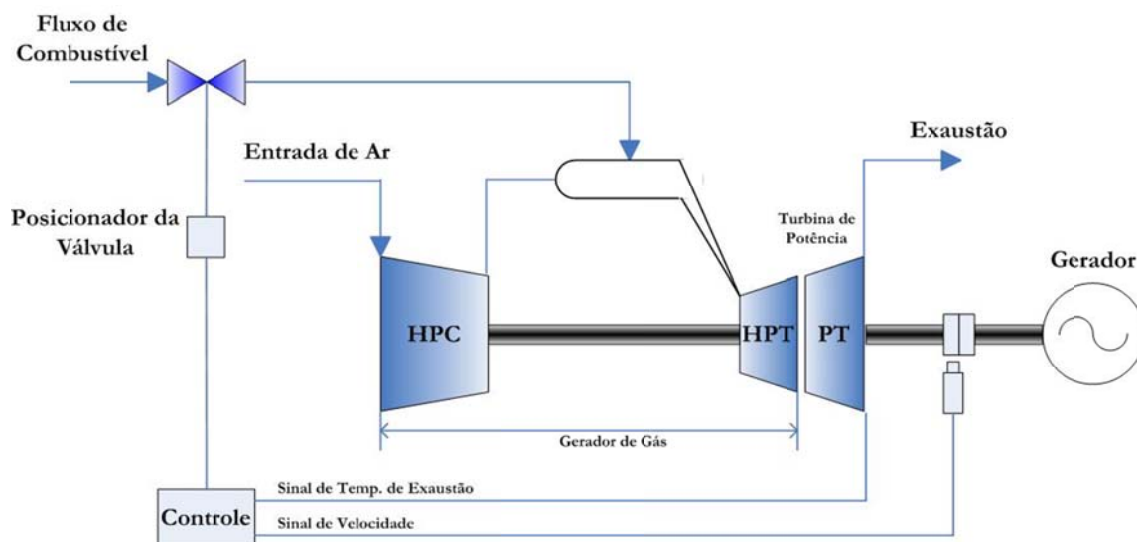 Fluxo de
Combustível
Entrada de Ar
Exaustão
Posicionador da
Válvula
Turbina de
Potência
Gerador
HPC
HPT
PT
Gerador de Gás
Sinal de Temp. de Exaustão
Controle
Sinal de Velocidade